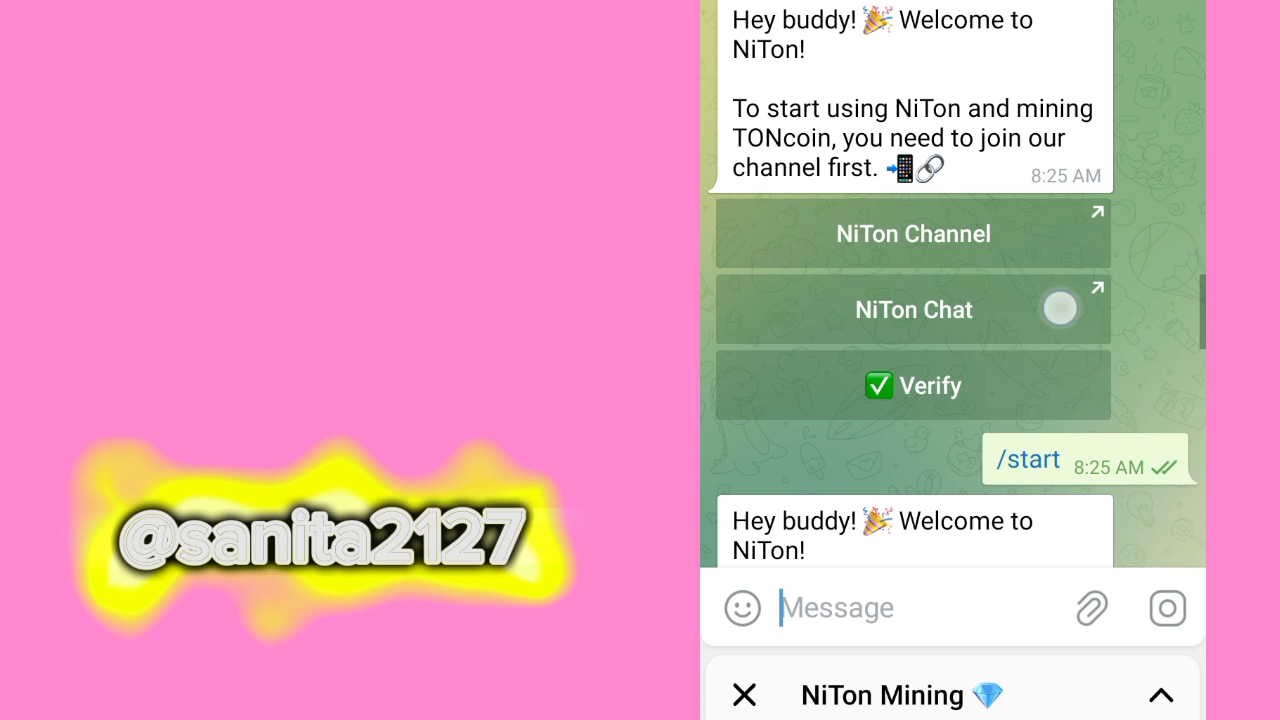 Hey buddy! 🎉 Welcome to
NiTon!
To start using NiTon and mining
TONcoin, you need to join our
channel first. 📲🔗
8:25 AM
NiTon Channel
NiTon Chat
✅ Verify
/start 8:25 AM
Hey buddy! 🎉 Welcome to
NiTon!
Message
NiTon Mining 💎
@sanita2127